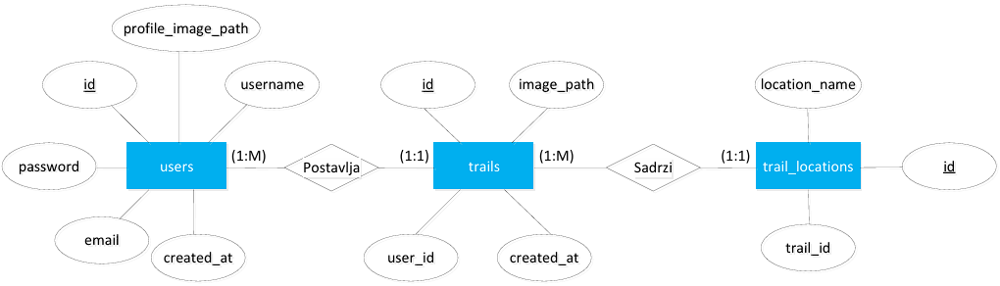 profile_image_path
id
username
id
image_path
location_name
password
users
(1:M)
Postavlja
(1:1)
trails
(1:M)
Sadrzi
(1:1)
trail_locations
id
email
created_at
user_id
created_at
trail_id